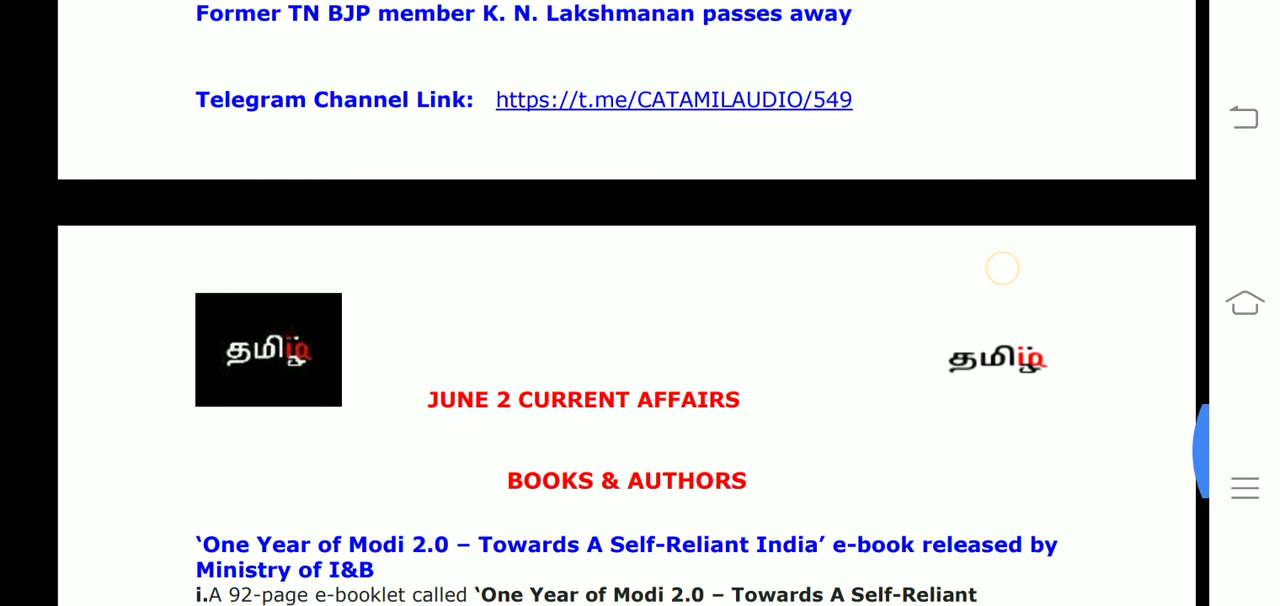 Former TN BJP member K. N. Lakshmanan passes away
Telegram Channel Link: https://t.me/CATAMILAUDIO/549
தமிழ்
தமிழ்
JUNE 2 CURRENT AFFAIRS
BOOKS & AUTHORS
‘One Year of Modi 2.0 – Towards A Self-Reliant India’ e-book released by
Ministry of I&B
i.A 92-page e-booklet called ‘One Year of Modi 2.0 – Towards A Self-Reliant